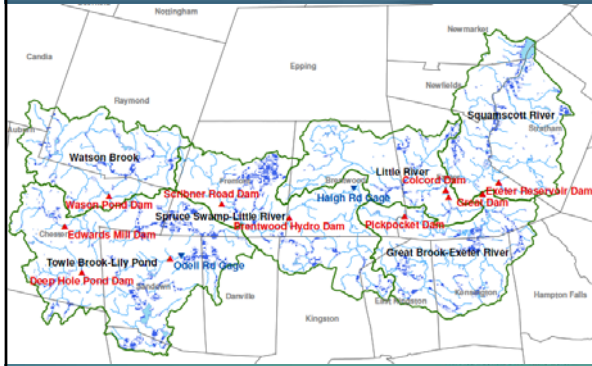 Nottingham
Newmarket
Candia
Epping
Newfields
Raymond
Squamscott River
Auburn
Stratham
Watson Brook
Little River
Brentwood
Fremont
Colcord Dam
Scribner Road Dam
Haigh Rd Gage
Exeter Reservoir Dam
Wason Pond Dam
Great Dam
Spruce Swamp-Little River
Pickpocket Dam
Brentwood Hydro Dam
Chester
Edwards Mill Dam
Great Brook-Exeter River
Towle Brook-Lily Pond
Odell Rd Gage
Deep Hole Pond Dam
Sandown
Danville
Kensington
Hampton Falls
East Kingston
Kingston